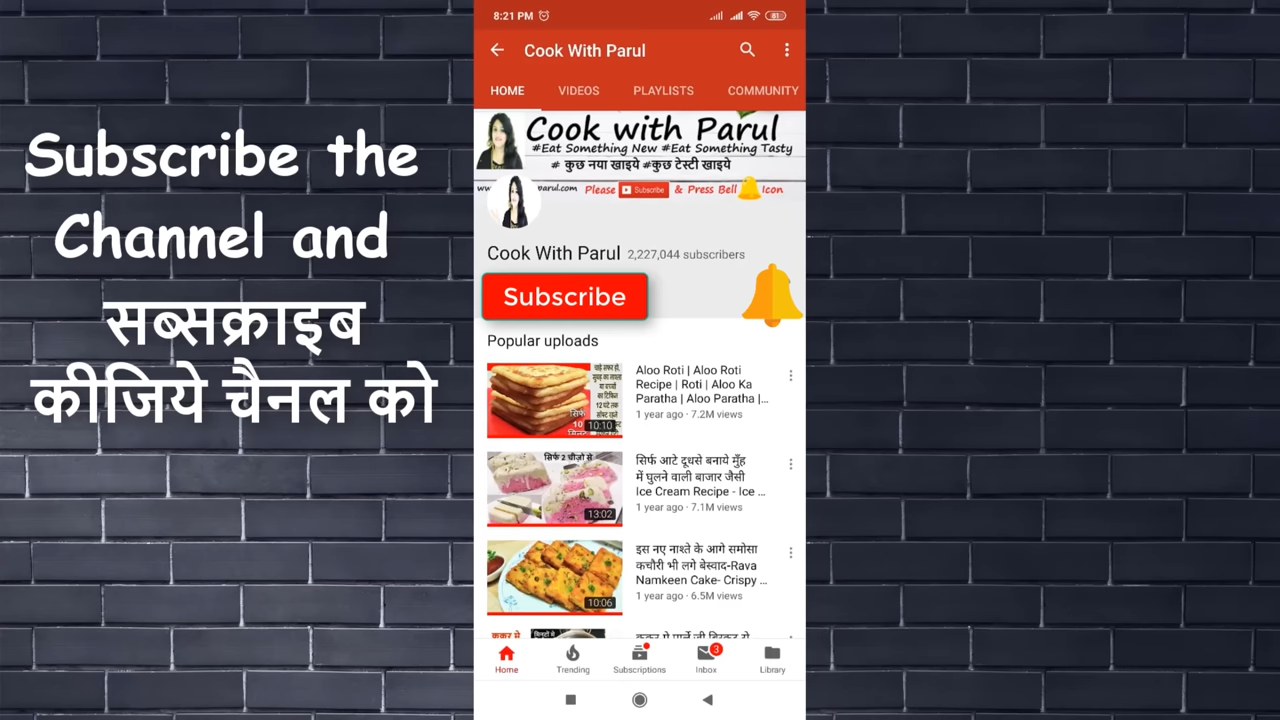 Subscribe the
Channel and
सब्सक्राइब
कीजिये चैनल को
8:21 PM
81
Cook With Parul
HOME VIDEOS PLAYLISTS COMMUNITY
Cook with Parul
#Eat Something New #Eat Something Tasty
# कुछ नया खाइये #कुछ टेस्टी खाइये
Please Subscribe & Press Bell Icon
Cook With Parul 2,227,044 subscribers
Subscribe
Popular uploads
10:10
Aloo Roti | Aloo Roti
Recipe | Roti | Aloo Ka
Paratha | Aloo Paratha |...
1 year ago · 7.2M views
सिर्फ 2 चीज़ो से
13:02
सिर्फ आटे दूधसे बनाये मुँह
में घुलने वाली बाजार जैसी
Ice Cream Recipe - Ice ...
1 year ago · 7.1M views
10:06
इस नए नाश्ते के आगे समोसा
कचौरी भी लगे बेस्वाद-Rava
Namkeen Cake- Crispy ...
1 year ago · 6.5M views
Home Trending Subscriptions 3 Inbox Library